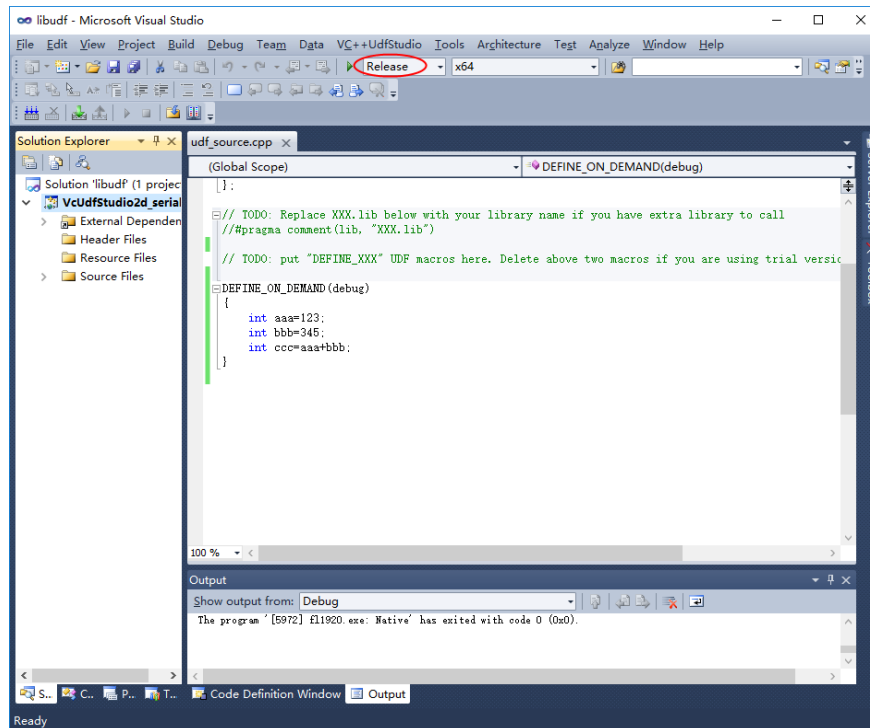 libudf - Microsoft Visual Studio
File Edit View Project Build Debug Team Data VC++UdfStudio Tools Architecture Test Analyze Window Help
Release x64
Solution Explorer
udf_source.cpp
(Global Scope) DEFINE_ON_DEMAND(debug)
Solution 'libudf' (1 projec
VcUdfStudio2d_serial
External Dependen
Header Files
Resource Files
Source Files
};
// TODO: Replace XXX.lib below with your library name if you have extra library to call
//#pragma comment(lib, "XXX.lib")
// TODO: put "DEFINE_XXX" UDF macros here. Delete above two macros if you are using trial versic
DEFINE_ON_DEMAND(debug)
{
int aaa=123;
int bbb=345;
int ccc=aaa+bbb;
}
100 %
Output
Show output from: Debug
The program '[5972] fl1920.exe: Native' has exited with code 0 (0x0).
S... C... P... T...
Code Definition Window Output
Ready